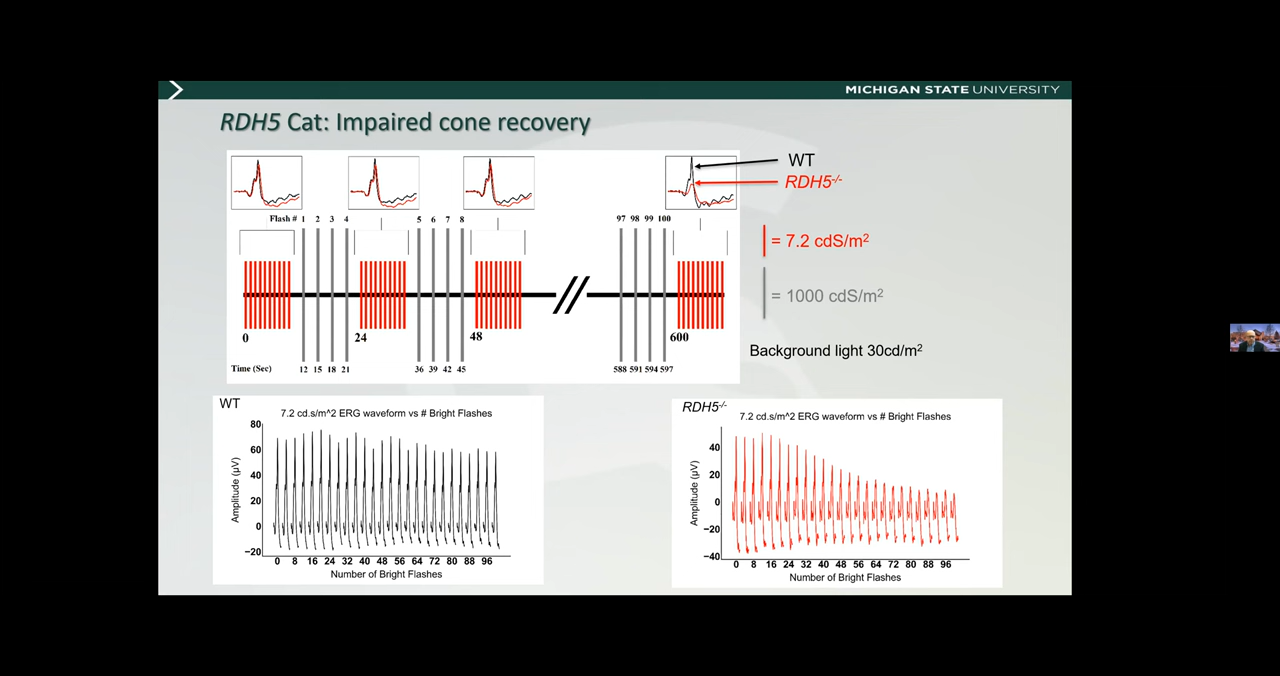 MICHIGAN STATE UNIVERSITY
RDH5 Cat: Impaired cone recovery
WT
RDH5-/-
Flash # 1 2 3 4 5 6 7 8 97 98 99 100
= 7.2 cdS/m2
= 1000 cdS/m2
0 24 48 600
Background light 30cd/m2
Time (Sec) 12 15 18 21 36 39 42 45 588 591 594 597
WT
7.2 cd.s/m^2 ERG waveform vs # Bright Flashes
80
60
40
20
0
−20
Amplitude (µV)
0 8 16 24 32 40 48 56 64 72 80 88 96
Number of Bright Flashes
RDH5-/-
7.2 cd.s/m^2 ERG waveform vs # Bright Flashes
40
20
0
−20
−40
Amplitude (µV)
0 8 16 24 32 40 48 56 64 72 80 88 96
Number of Bright Flashes